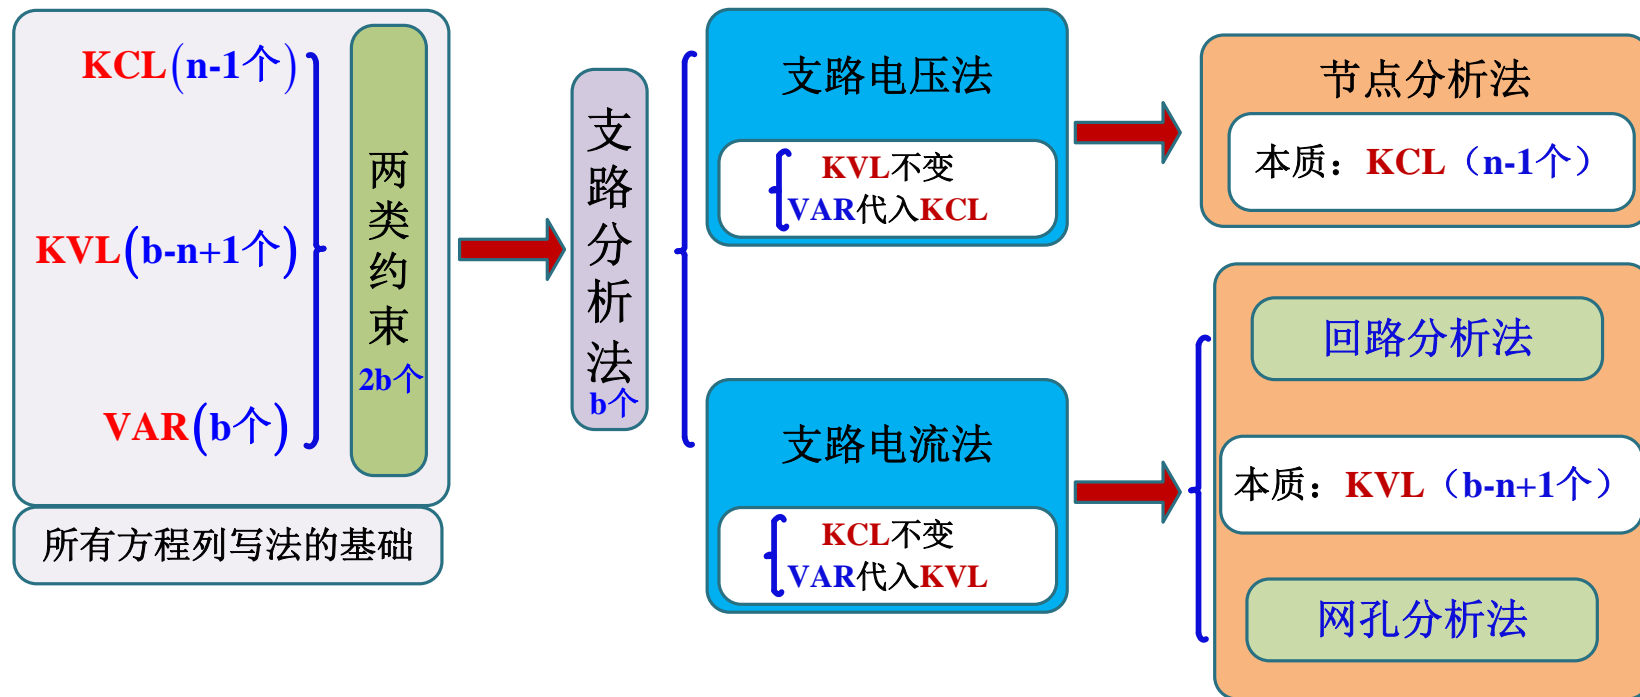 KCL(n-1个)
KVL(b-n+1个)
VAR(b个)
两类约束
2b个
所有方程列写法的基础
支路分析法
b个
支路电压法
KVL不变
VAR代入KCL
支路电流法
KCL不变
VAR代入KVL
节点分析法
本质：KCL（n-1个）
回路分析法
本质：KVL（b-n+1个）
网孔分析法